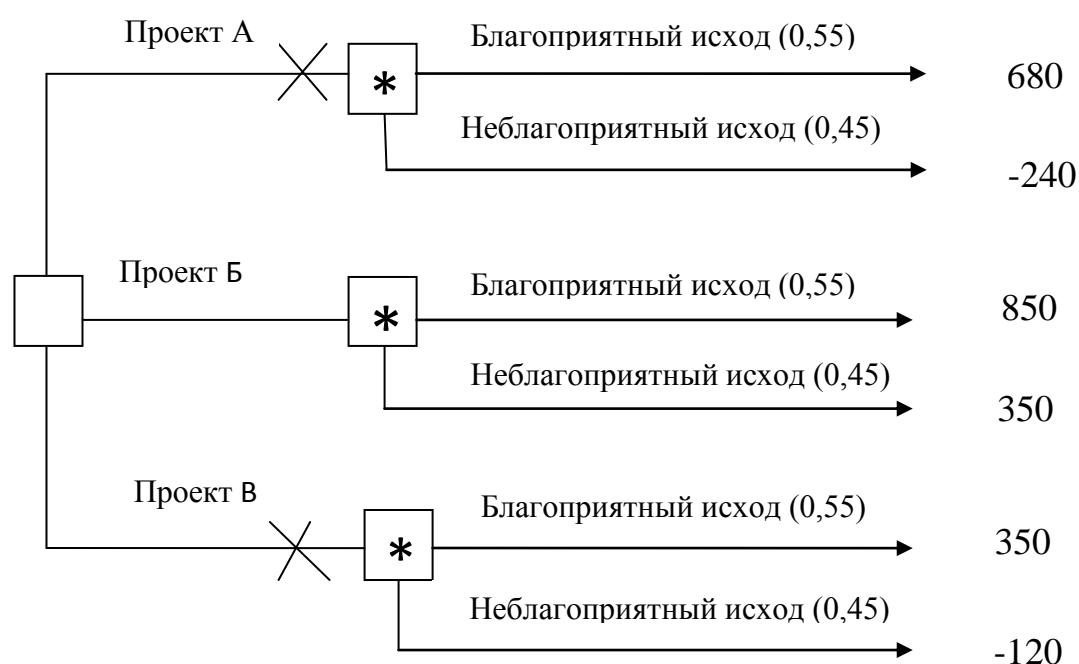 Проект А
Благоприятный исход (0,55)
680
*
Неблагоприятный исход (0,45)
-240
Проект Б
Благоприятный исход (0,55)
850
*
Неблагоприятный исход (0,45)
350
Проект В
Благоприятный исход (0,55)
350
*
Неблагоприятный исход (0,45)
-120